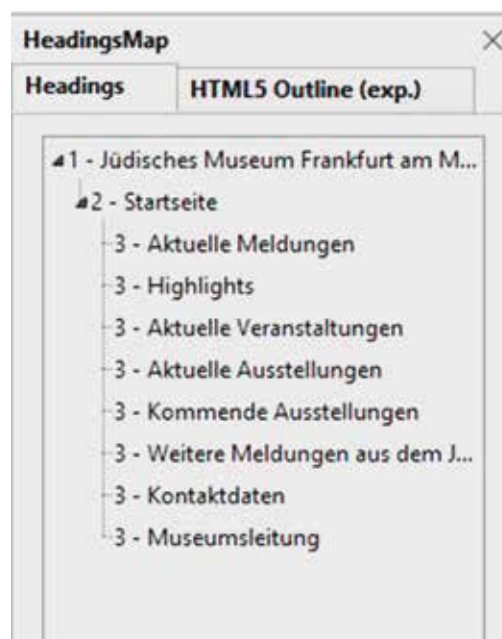 HeadingsMap
Headings HTML5 Outline (exp.)
1 - Jüdisches Museum Frankfurt am M...
2 - Startseite
3 - Aktuelle Meldungen
3 - Highlights
3 - Aktuelle Veranstaltungen
3 - Aktuelle Ausstellungen
3 - Kommende Ausstellungen
3 - Weitere Meldungen aus dem J...
3 - Kontaktdaten
3 - Museumsleitung